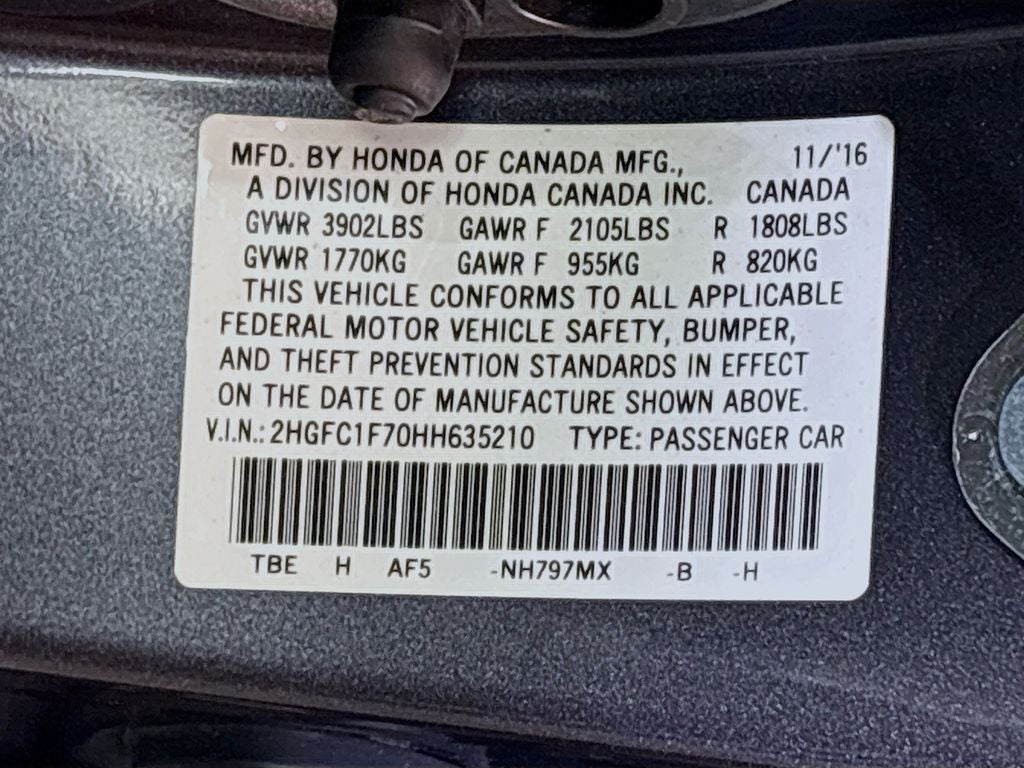 MFD. BY HONDA OF CANADA MFG., 11/'16
A DIVISION OF HONDA CANADA INC. CANADA
GVWR 3902LBS GAWR F 2105LBS R 1808LBS
GVWR 1770KG GAWR F 955KG R 820KG
THIS VEHICLE CONFORMS TO ALL APPLICABLE
FEDERAL MOTOR VEHICLE SAFETY, BUMPER,
AND THEFT PREVENTION STANDARDS IN EFFECT
ON THE DATE OF MANUFACTURE SHOWN ABOVE.
V.I.N.: 2HGFC1F70HH635210 TYPE: PASSENGER CAR
TBE H AF5 -NH797MX -B -H